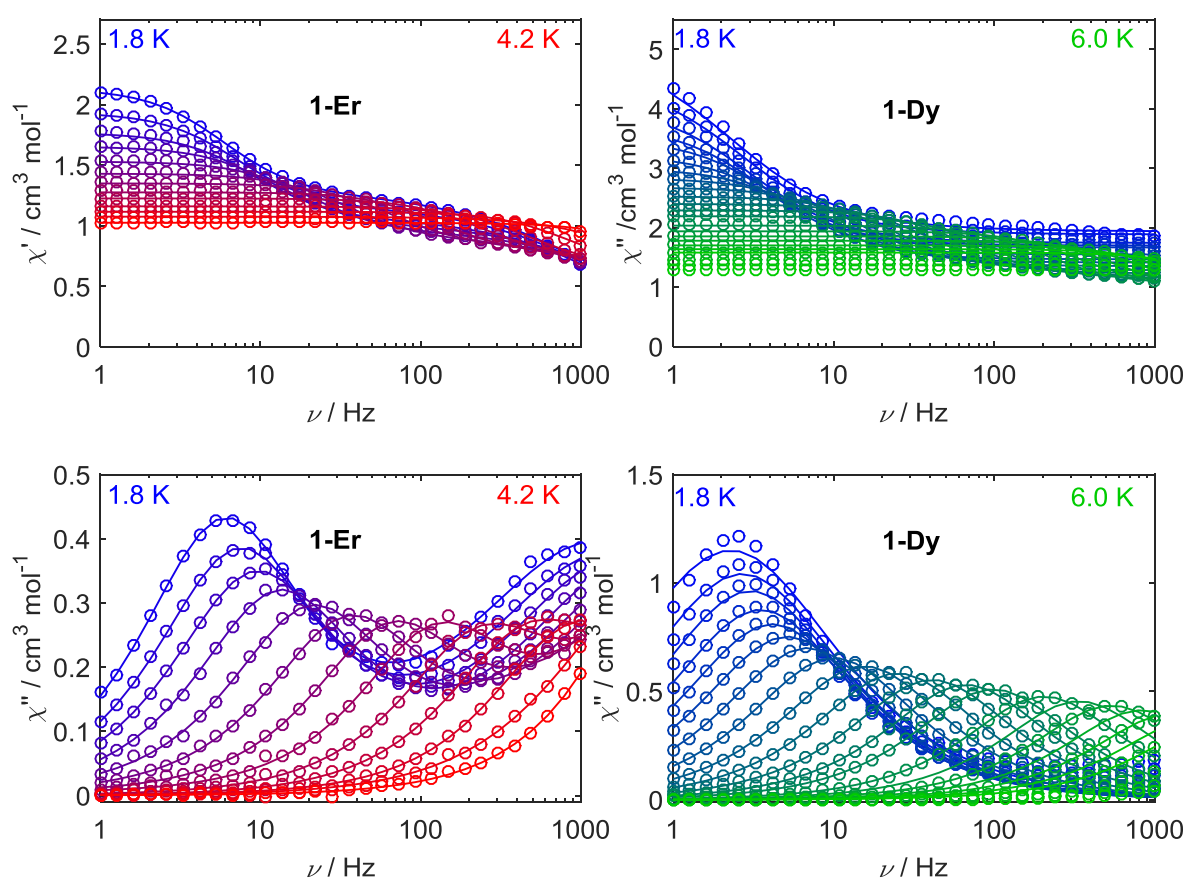 1.8 K 4.2 K
1-Er
2.5
2
1.5
1
0.5
0
χ' / cm³ mol⁻¹
1 10 100 1000
ν / Hz
1.8 K 6.0 K
1-Dy
5
4
3
2
1
0
χ'' /cm³ mol⁻¹
1 10 100 1000
ν / Hz
1.8 K 4.2 K
1-Er
0.5
0.4
0.3
0.2
0.1
0
χ'' / cm³ mol⁻¹
1 10 100 1000
ν / Hz
1.8 K 6.0 K
1-Dy
1.5
1
0.5
0
χ'' / cm³ mol⁻¹
1 10 100 1000
ν / Hz